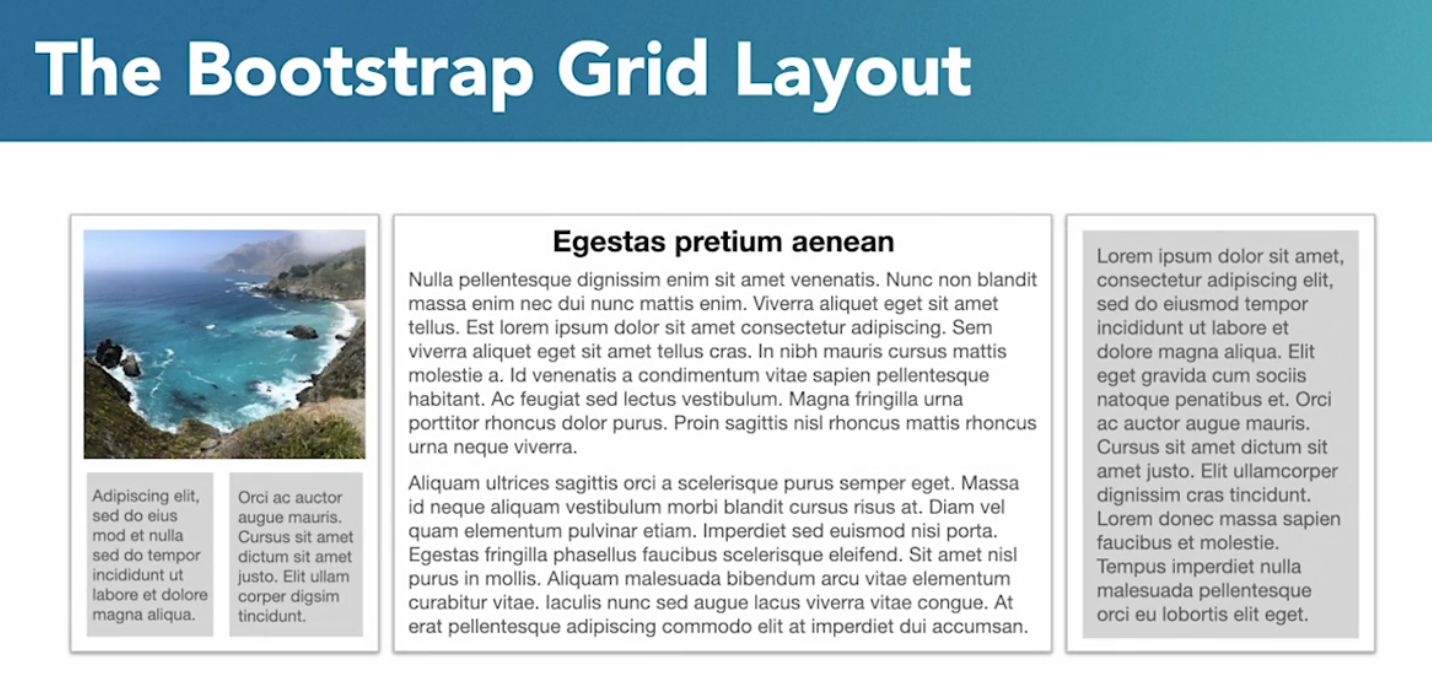 The Bootstrap Grid Layout
Adipiscing elit,
sed do eius
mod et nulla
sed do tempor
incididunt ut
labore et dolore
magna aliqua.
Orci ac auctor
augue mauris.
Cursus sit amet
dictum sit amet
justo. Elit ullam
corper digsim
tincidunt.
Egestas pretium aenean
Nulla pellentesque dignissim enim sit amet venenatis. Nunc non blandit
massa enim nec dui nunc mattis enim. Viverra aliquet eget sit amet
tellus. Est lorem ipsum dolor sit amet consectetur adipiscing. Sem
viverra aliquet eget sit amet tellus cras. In nibh mauris cursus mattis
molestie a. Id venenatis a condimentum vitae sapien pellentesque
habitant. Ac feugiat sed lectus vestibulum. Magna fringilla urna
porttitor rhoncus dolor purus. Proin sagittis nisl rhoncus mattis rhoncus
urna neque viverra.
Aliquam ultrices sagittis orci a scelerisque purus semper eget. Massa
id neque aliquam vestibulum morbi blandit cursus risus at. Diam vel
quam elementum pulvinar etiam. Imperdiet sed euismod nisi porta.
Egestas fringilla phasellus faucibus scelerisque eleifend. Sit amet nisl
purus in mollis. Aliquam malesuada bibendum arcu vitae elementum
curabitur vitae. Iaculis nunc sed augue lacus viverra vitae congue. At
erat pellentesque adipiscing commodo elit at imperdiet dui accumsan.
Lorem ipsum dolor sit amet,
consectetur adipiscing elit,
sed do eiusmod tempor
incididunt ut labore et
dolore magna aliqua. Elit
eget gravida cum sociis
natoque penatibus et. Orci
ac auctor augue mauris.
Cursus sit amet dictum sit
amet justo. Elit ullamcorper
dignissim cras tincidunt.
Lorem donec massa sapien
faucibus et molestie.
Tempus imperdiet nulla
malesuada pellentesque
orci eu lobortis elit eget.